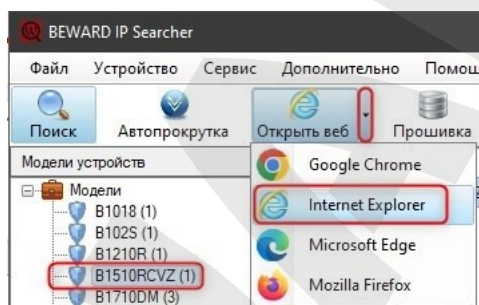 BEWARD IP Searcher
Файл Устройство Сервис Дополнительно Помощ
Поиск Автопрокрутка Открыть веб Прошивка
Модели устройств
Модели
B1018 (1)
B102S (1)
B1210R (1)
B1510RCVZ (1)
B1710DM (3)
Google Chrome
Internet Explorer
Microsoft Edge
Mozilla Firefox